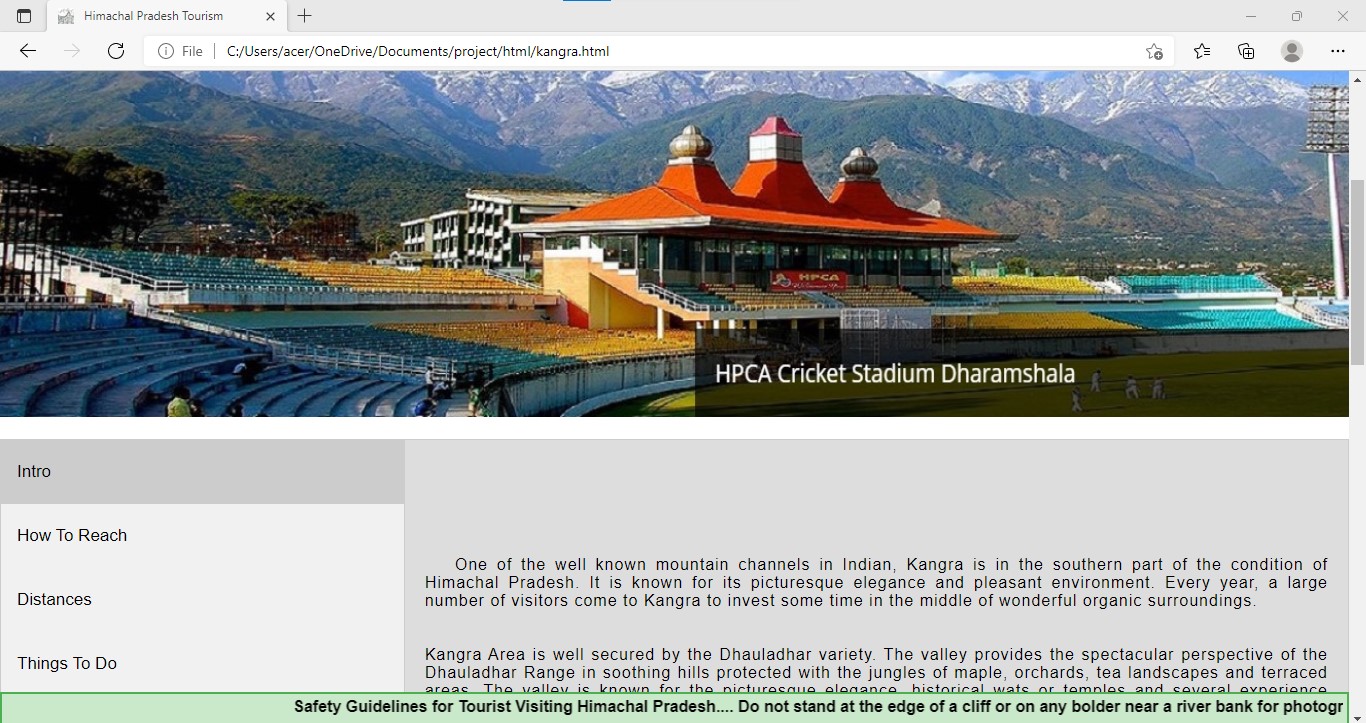 Himachal Pradesh Tourism
File
C:/Users/acer/OneDrive/Documents/project/html/kangra.html
HPCA
HPCA Cricket Stadium Dharamshala
Intro
How To Reach
Distances
Things To Do
One of the well known mountain channels in Indian, Kangra is in the southern part of the condition of
Himachal Pradesh. It is known for its picturesque elegance and pleasant environment. Every year, a large
number of visitors come to Kangra to invest some time in the middle of wonderful organic surroundings.
Kangra Area is well secured by the Dhauladhar variety. The valley provides the spectacular perspective of the
Dhauladhar Range in soothing hills protected with the jungles of maple, orchards, tea landscapes and terraced
areas. The valley is known for the picturesque elegance, historical wats or temples and several experience
Safety Guidelines for Tourist Visiting Himachal Pradesh.... Do not stand at the edge of a cliff or on any bolder near a river bank for photogr